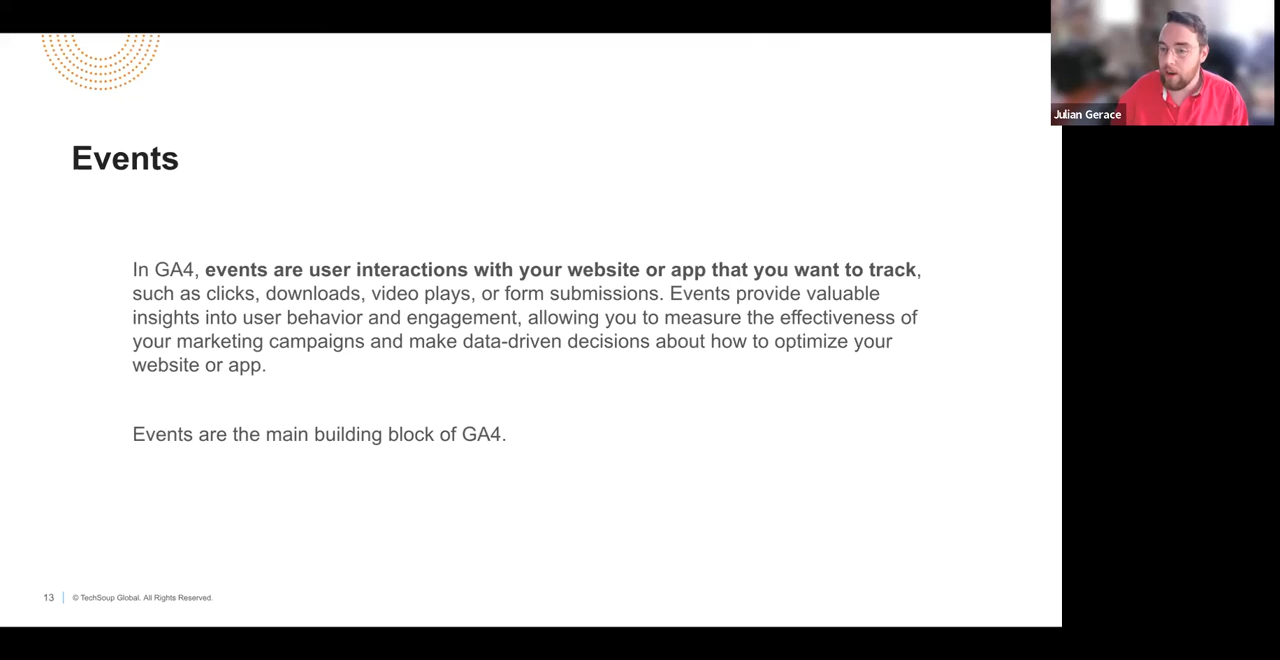 Julian Gerace
Events
In GA4, events are user interactions with your website or app that you want to track,
such as clicks, downloads, video plays, or form submissions. Events provide valuable
insights into user behavior and engagement, allowing you to measure the effectiveness of
your marketing campaigns and make data-driven decisions about how to optimize your
website or app.
Events are the main building block of GA4.
13
© TechSoup Global. All Rights Reserved.